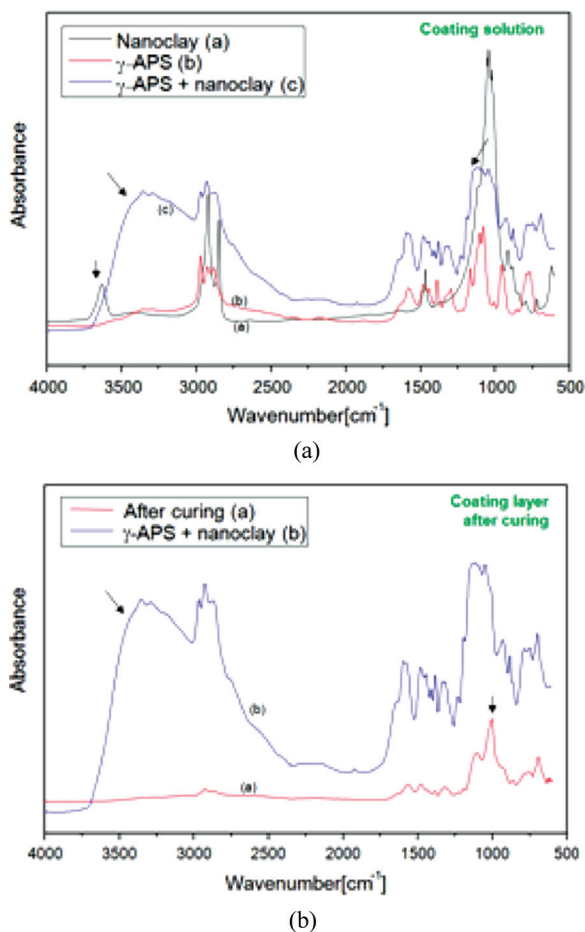 Nanoclay (a)
γ-APS (b)
γ-APS + nanoclay (c)
Coating solution
Absorbance
(c)
(b)
(a)
4000 3500 3000 2500 2000 1500 1000 500
Wavenumber[cm⁻¹]
(a)
After curing (a)
γ-APS + nanoclay (b)
Coating layer
after curing
Absorbance
(b)
(a)
4000 3500 3000 2500 2000 1500 1000 500
Wavenumber[cm⁻¹]
(b)